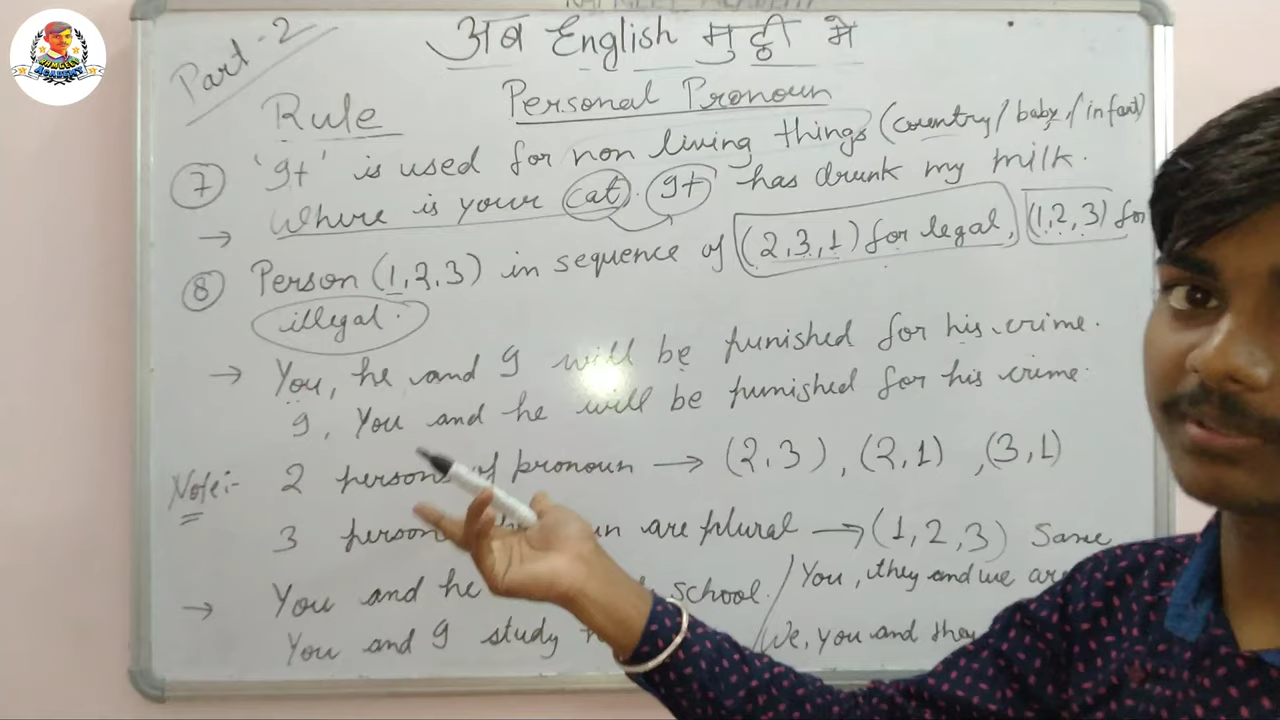 Part-2
अब English मुट्ठी मे
Rule Personal Pronoun
7 'It' is used for non living things (country/baby/infant)
→ Where is your cat. It has drunk my milk.
8 Person (1,2,3) in sequence of (2,3,1) for legal, (1,2,3) for
illegal.
→ You, he and I will be punished for his crime.
I, You and he will be punished for his crime.
Note:- 2 persons of pronoun → (2,3), (2,1), (3,1)
3 person are plural → (1,2,3) Same
→ You and he school. / You, they and we are
You and I study / We, you and they
ACADEMY